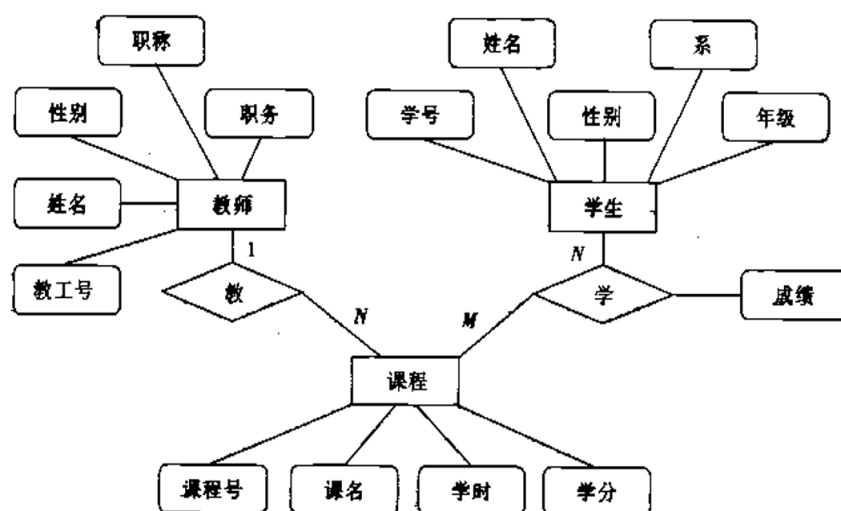 职称
姓名
系
性别
职务
学号
性别
年级
姓名
教师
学生
教工号
1
教
N
学
成绩
N
M
课程
课程号
课名
学时
学分